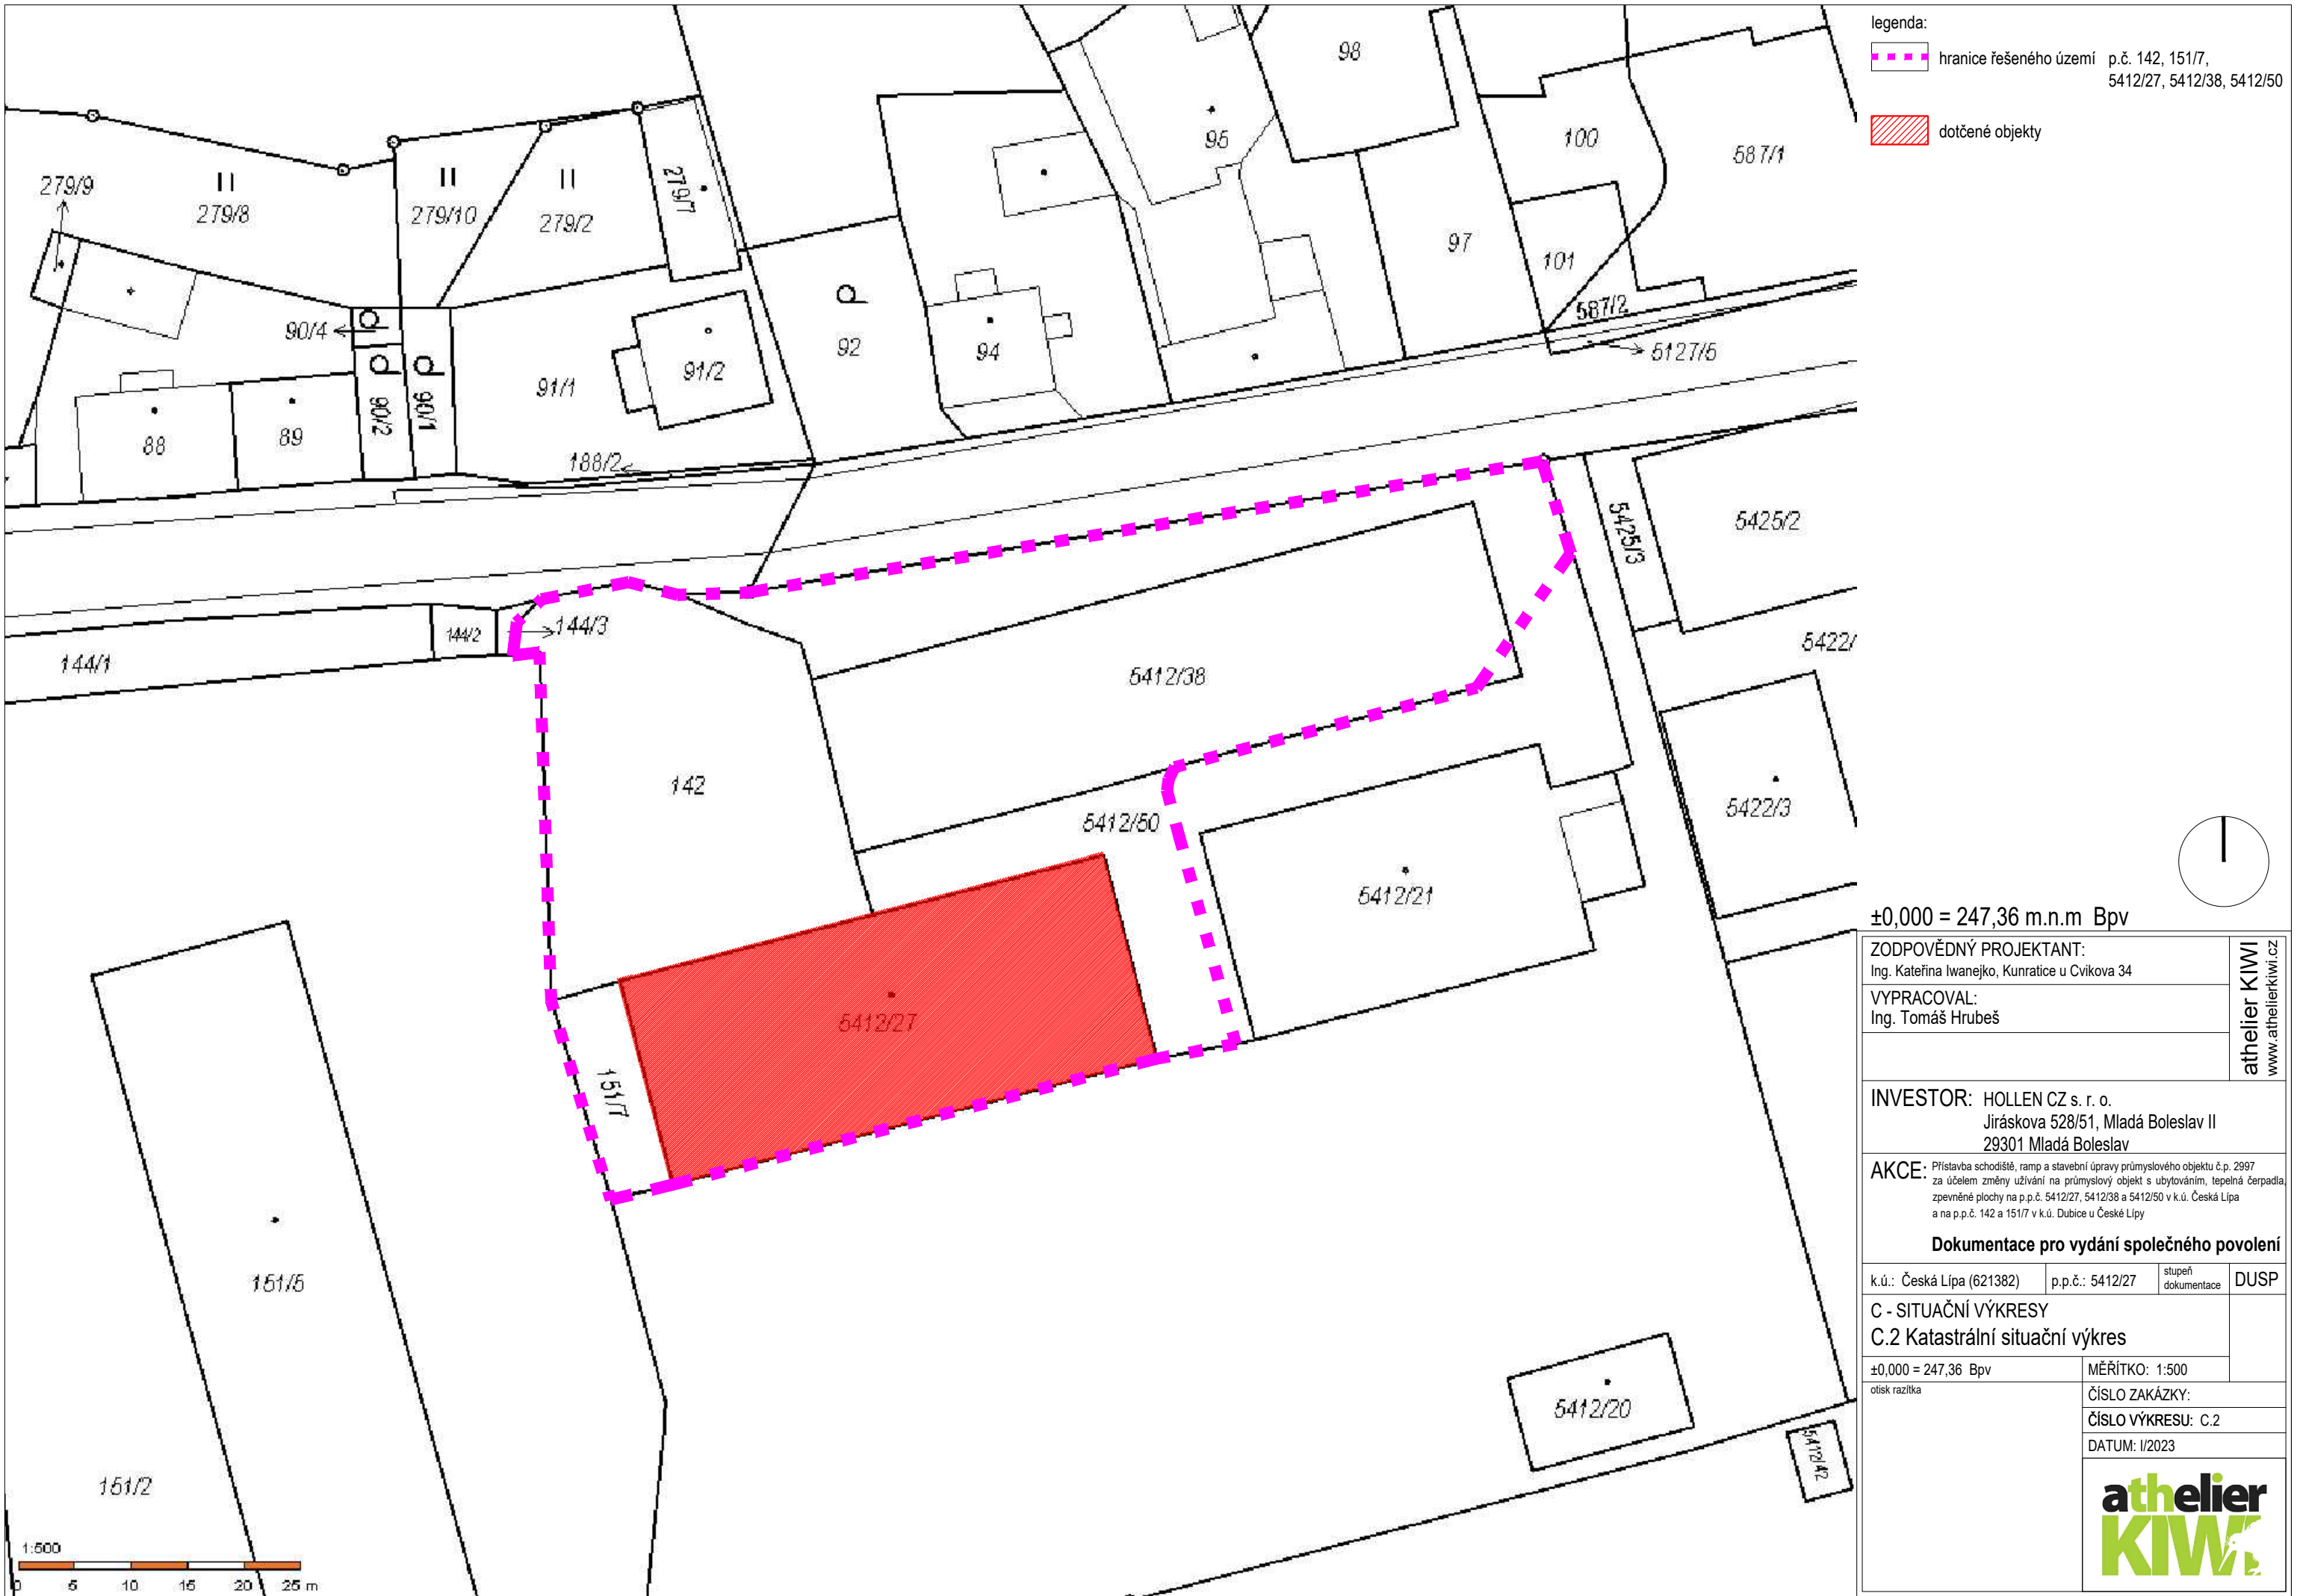 legenda:
hranice řešeného území p.č. 142, 151/7,
5412/27, 5412/38, 5412/50
dotčené objekty
98
95
100
587/1
279/9
279/8
279/10
279/2
279/7
97
101
587/2
5127/5
90/4
92
94
91/1
91/2
88
89
90/2
90/1
188/2
5425/3
5425/2
144/1
144/2
144/3
5422/
5412/38
142
5412/50
5422/3
5412/21
5412/27
151/7
151/5
151/2
5412/20
5412/42
1:500
0 5 10 15 20 25 m
±0,000 = 247,36 m.n.m Bpv
ZODPOVĚDNÝ PROJEKTANT:
Ing. Kateřina Iwanejko, Kunratice u Cvikova 34
VYPRACOVAL:
Ing. Tomáš Hrubeš
athelier KIWI
www.athelierkiwi.cz
INVESTOR: HOLLEN CZ s. r. o.
Jiráskova 528/51, Mladá Boleslav II
29301 Mladá Boleslav
AKCE: Přístavba schodiště, ramp a stavební úpravy průmyslového objektu č.p. 2997
za účelem změny užívání na průmyslový objekt s ubytováním, tepelná čerpadla,
zpevněné plochy na p.p.č. 5412/27, 5412/38 a 5412/50 v k.ú. Česká Lípa
a na p.p.č. 142 a 151/7 v k.ú. Dubice u České Lípy
Dokumentace pro vydání společného povolení
k.ú.: Česká Lípa (621382) p.p.č.: 5412/27 stupeň dokumentace DUSP
C - SITUAČNÍ VÝKRESY
C.2 Katastrální situační výkres
±0,000 = 247,36 Bpv MĚŘÍTKO: 1:500
otisk razítka
ČÍSLO ZAKÁZKY:
ČÍSLO VÝKRESU: C.2
DATUM: I/2023
athelier
KIWI